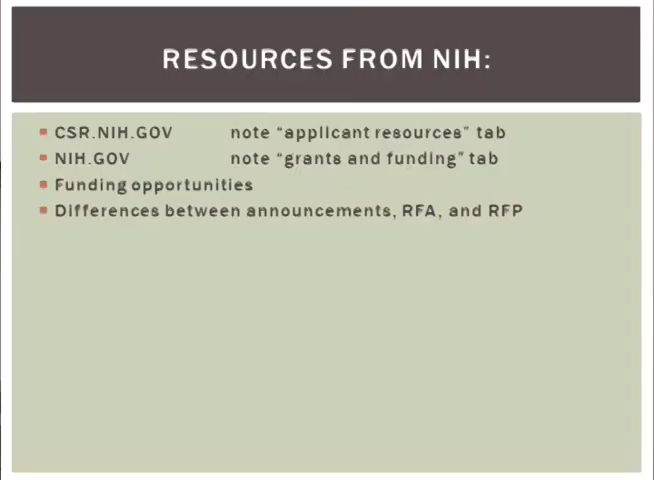 RESOURCES FROM NIH:
CSR.NIH.GOV note “applicant resources” tab
NIH.GOV note “grants and funding” tab
Funding opportunities
Differences between announcements, RFA, and RFP